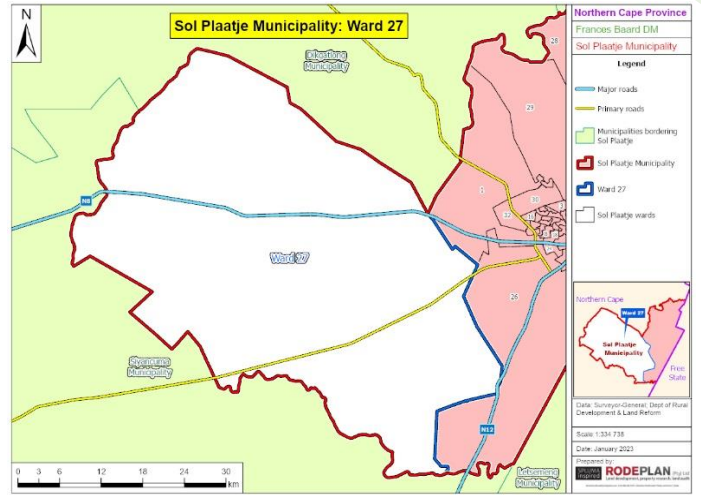 Sol Plaatje Municipality: Ward 27
N
Dikgatlong
Municipality
28
29
1
30
32
26
N8
Ward 27
Siyancuma
Municipality
N12
Letsemeng
Municipality
0 3 6 12 18 24 30
km
Northern Cape Province
Frances Baard DM
Sol Plaatje Municipality
Legend
Major roads
Primary roads
Municipalities bordering
Sol Plaatje
Sol Plaatje Municipality
Ward 27
Sol Plaatje wards
Northern Cape
Ward 27
Sol Plaatje
Municipality
Free
State
Data: Surveyor-General; Dept of Rural
Development & Land Reform
Scale 1:334 738
Date: January 2023
Prepared by:
SPLUMA
inspired
RODEPLAN (Pty) Ltd